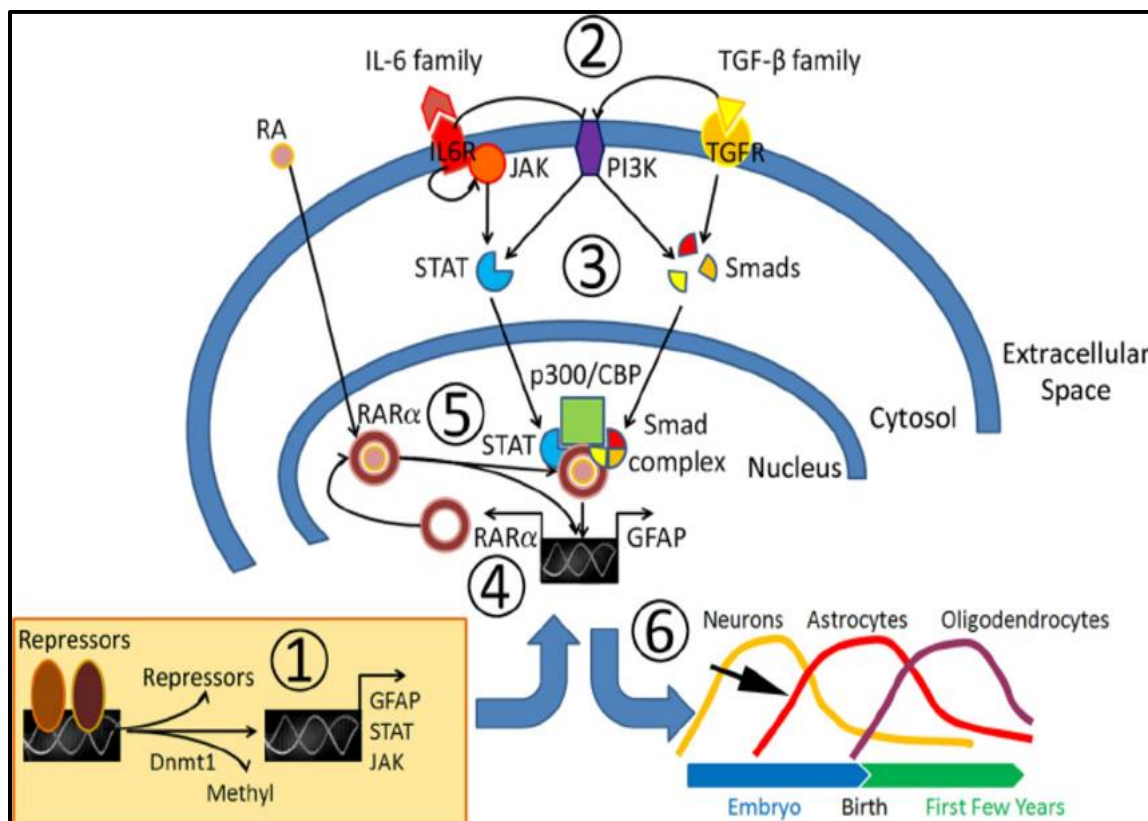 ②
IL-6 family
TGF-β family
RA
IL6R
JAK
PI3K
TGFR
STAT
③
Smads
Extracellular
Space
p300/CBP
Cytosol
RARα
⑤
STAT
Smad
complex
Nucleus
RARα
GFAP
④
Repressors
①
Repressors
GFAP
STAT
JAK
Dnmt1
Methyl
⑥
Neurons
Astrocytes
Oligodendrocytes
Embryo
Birth
First Few Years